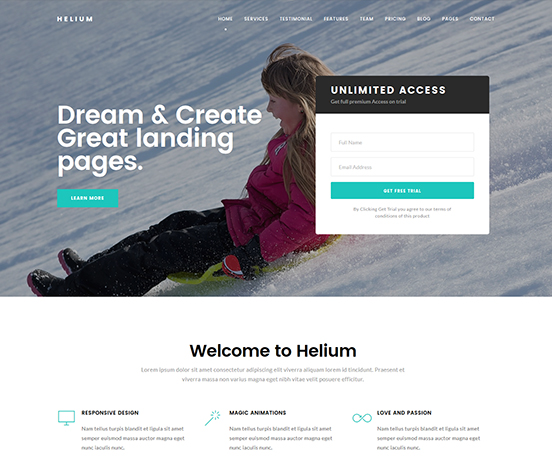 HELIUM
HOME SERVICES TESTIMONIAL FEATURES TEAM PRICING BLOG PAGES CONTACT
Dream & Create
Great landing
pages.
LEARN MORE
UNLIMITED ACCESS
Get full premium Access on trial
Full Name
Email Address
GET FREE TRIAL
By Clicking Get Trial you agree to our terms of
conditions of this product
Welcome to Helium
Lorem ipsum dolor sit amet consectetur adipiscing elit viverra aliquam lorem id tincidunt. Praesent et
viverra massa non varius magna eget nibh vitae velit posuere efficitur.
RESPONSIVE DESIGN
Nam tellus turpis blandit et ligula sit amet
semper euismod massa auctor magna eget
nunc iaculis nunc.
MAGIC ANIMATIONS
Nam tellus turpis blandit et ligula sit amet
semper euismod massa auctor magna eget
nunc iaculis nunc.
LOVE AND PASSION
Nam tellus turpis blandit et ligula sit amet
semper euismod massa auctor magna eget
nunc iaculis nunc.